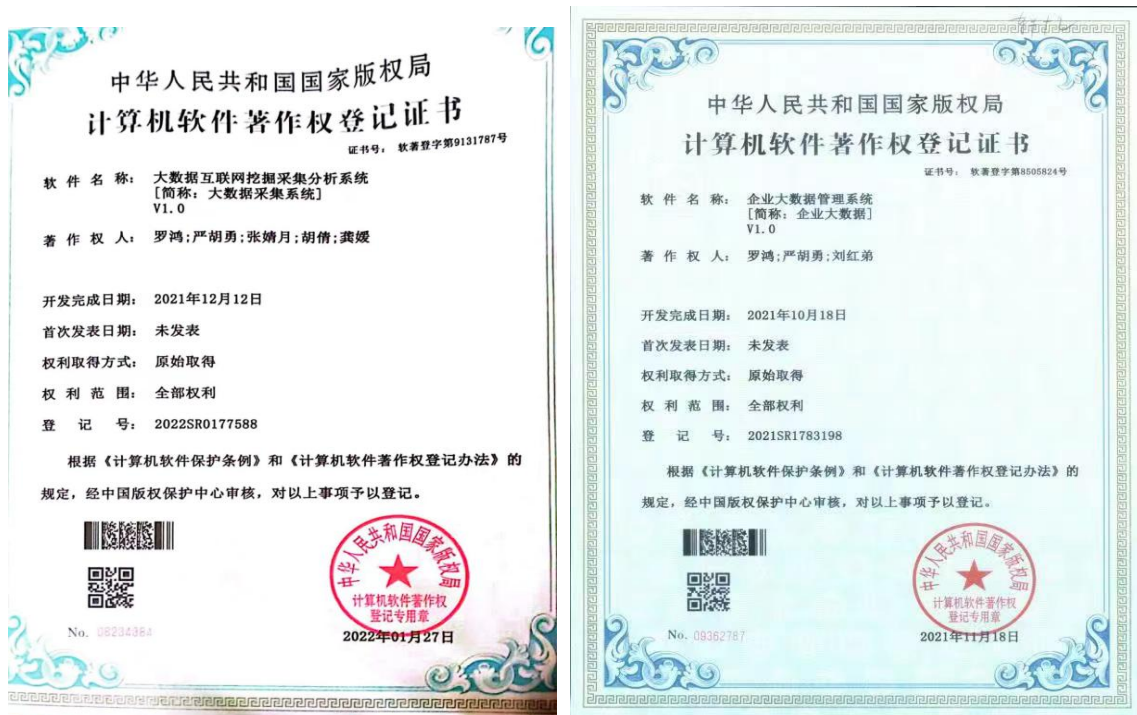 中华人民共和国国家版权局
计算机软件著作权登记证书
证书号： 软著登字第9131787号
软件名称： 大数据互联网挖掘采集分析系统
[简称：大数据采集系统]
V1.0
著作权人： 罗鸿;严胡勇;张婧月;胡倩;龚媛
开发完成日期： 2021年12月12日
首次发表日期： 未发表
权利取得方式： 原始取得
权利范围： 全部权利
登记号： 2022SR0177588
根据《计算机软件保护条例》和《计算机软件著作权登记办法》的
规定，经中国版权保护中心审核，对以上事项予以登记。
中华人民共和国国家版权局
计算机软件著作权
登记专用章
No. 06234984
2022年01月27日
中华人民共和国国家版权局
计算机软件著作权登记证书
证书号： 软著登字第8505824号
软件名称： 企业大数据管理系统
[简称：企业大数据]
V1.0
著作权人： 罗鸿;严胡勇;刘红弟
开发完成日期： 2021年10月18日
首次发表日期： 未发表
权利取得方式： 原始取得
权利范围： 全部权利
登记号： 2021SR1783198
根据《计算机软件保护条例》和《计算机软件著作权登记办法》的
规定，经中国版权保护中心审核，对以上事项予以登记。
中华人民共和国国家版权局
计算机软件著作权
登记专用章
No. 09362787
2021年11月18日